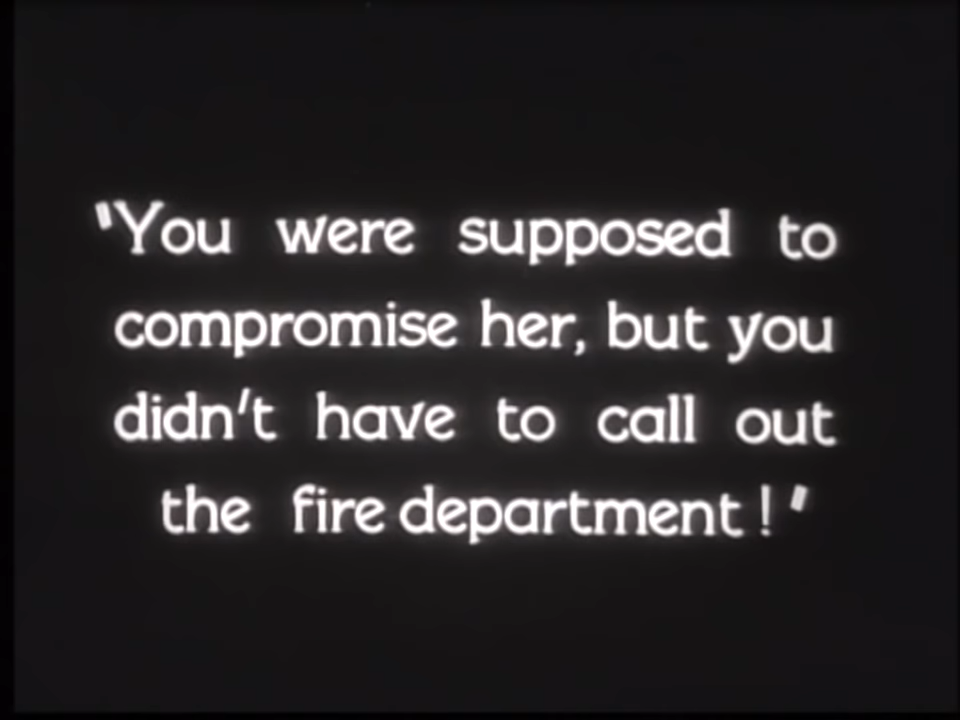 "You were supposed to
compromise her, but you
didn't have to call out
the fire department!"